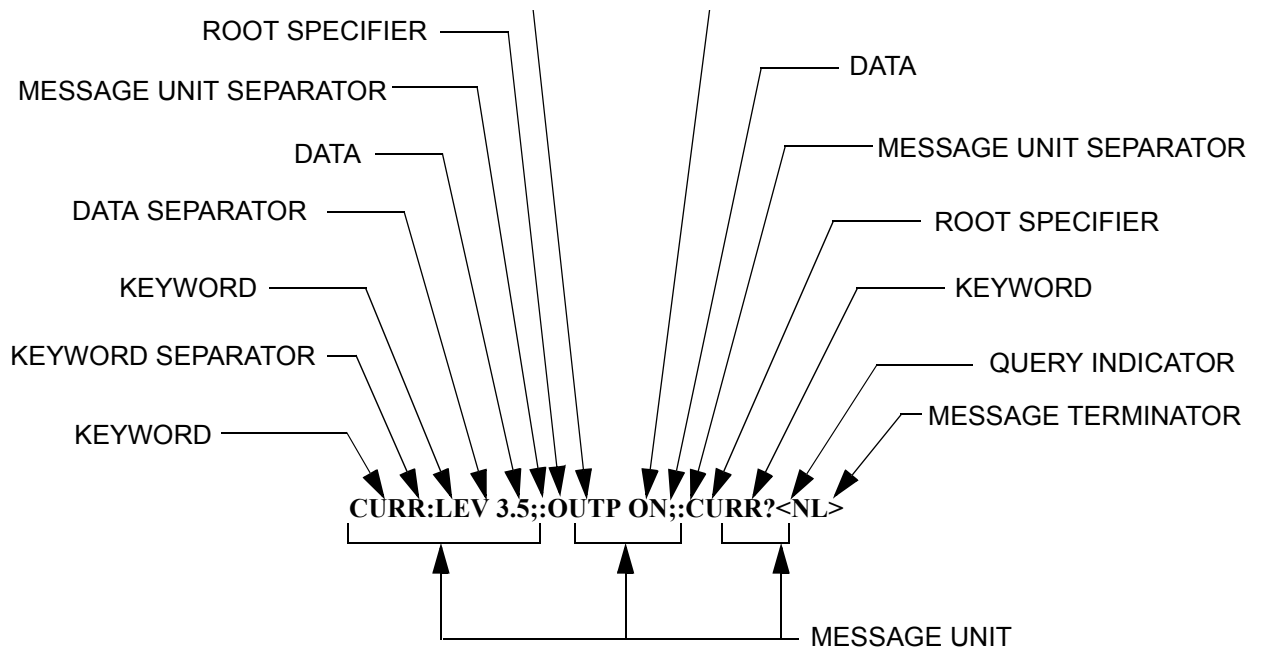 ROOT SPECIFIER
DATA
MESSAGE UNIT SEPARATOR
MESSAGE UNIT SEPARATOR
DATA
DATA SEPARATOR
ROOT SPECIFIER
KEYWORD
KEYWORD
KEYWORD SEPARATOR
QUERY INDICATOR
MESSAGE TERMINATOR
KEYWORD
CURR:LEV 3.5;:OUTP ON;:CURR?<NL>
MESSAGE UNIT